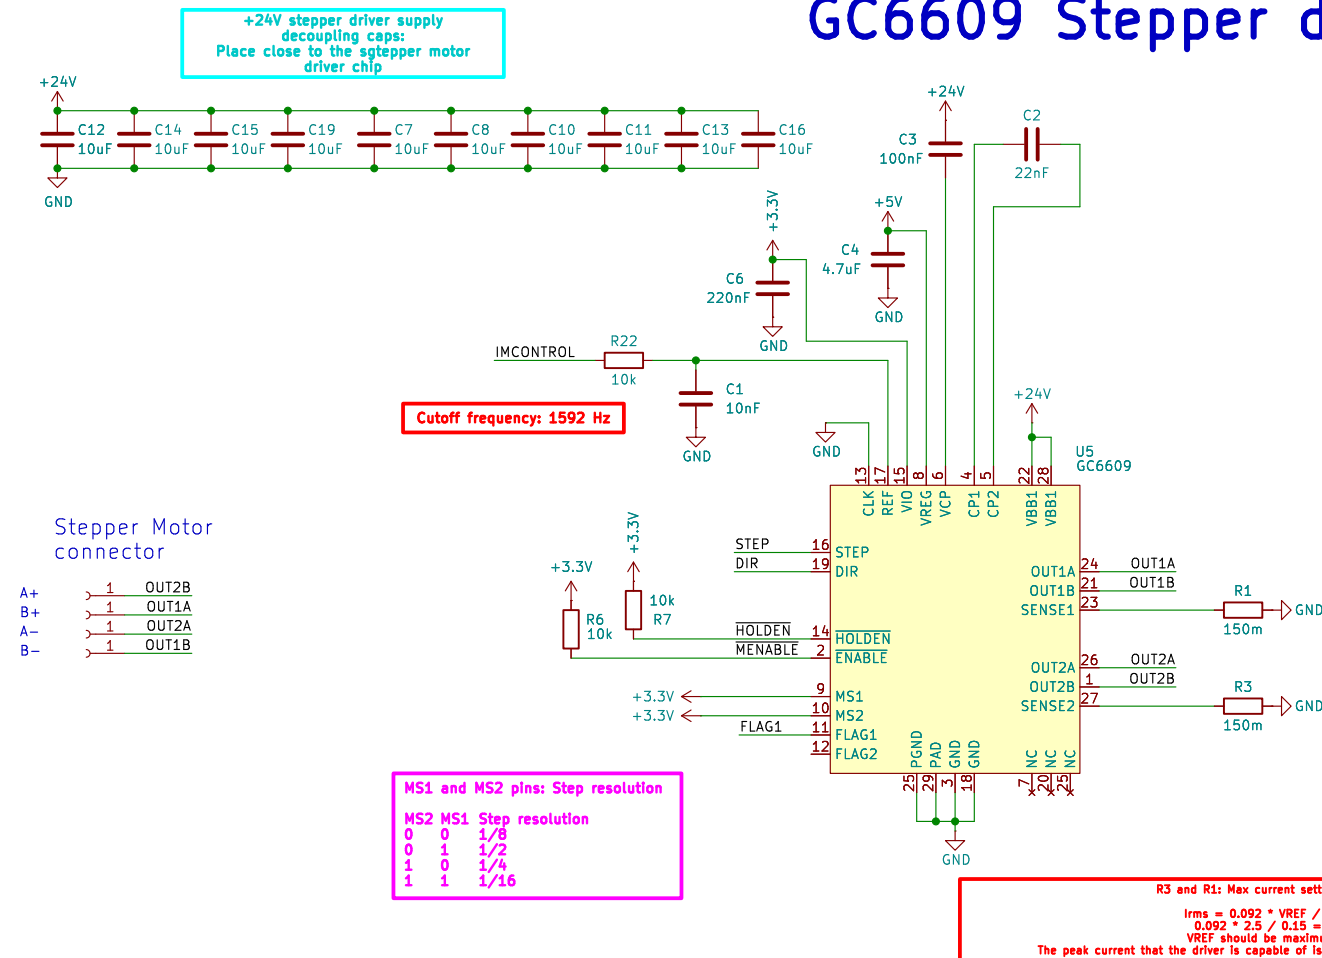 GC6609 Stepper d
+24V stepper driver supply
decoupling caps:
Place close to the sgtepper motor
driver chip
+24V
C12
10uF
C14
10uF
C15
10uF
C19
10uF
C7
10uF
C8
10uF
C10
10uF
C11
10uF
C13
10uF
C16
10uF
GND
+24V
C3
100nF
C2
22nF
+3.3V
+5V
C4
4.7uF
GND
C6
220nF
GND
IMCONTROL
R22
10k
C1
10nF
GND
Cutoff frequency: 1592 Hz
GND
+24V
U5
GC6609
13
17
15
8
6
4
5
22
28
CLK
REF
VIO
VREG
VCP
CP1
CP2
VBB1
VBB1
Stepper Motor
connector
A+ 1 OUT2B
B+ 1 OUT1A
A- 1 OUT2A
B- 1 OUT1B
+3.3V
+3.3V
R6
10k
10k
R7
STEP 16 STEP
DIR 19 DIR
HOLDEN 14 HOLDEN
MENABLE 2 ENABLE
+3.3V 9 MS1
+3.3V 10 MS2
FLAG1 11 FLAG1
12 FLAG2
OUT1A 24 OUT1A
OUT1B 21 OUT1B
SENSE1 23
R1
150m
GND
OUT2A 26 OUT2A
OUT2B 1 OUT2B
SENSE2 27
R3
150m
GND
PGND
PAD
GND
GND
NC
NC
NC
25
29
3
18
7
20
25
GND
MS1 and MS2 pins: Step resolution
MS2 MS1 Step resolution
0 0 1/8
0 1 1/2
1 0 1/4
1 1 1/16
R3 and R1: Max current sett
Irms = 0.092 * VREF /
0.092 * 2.5 / 0.15 =
VREF should be maximu
The peak current that the driver is capable of is